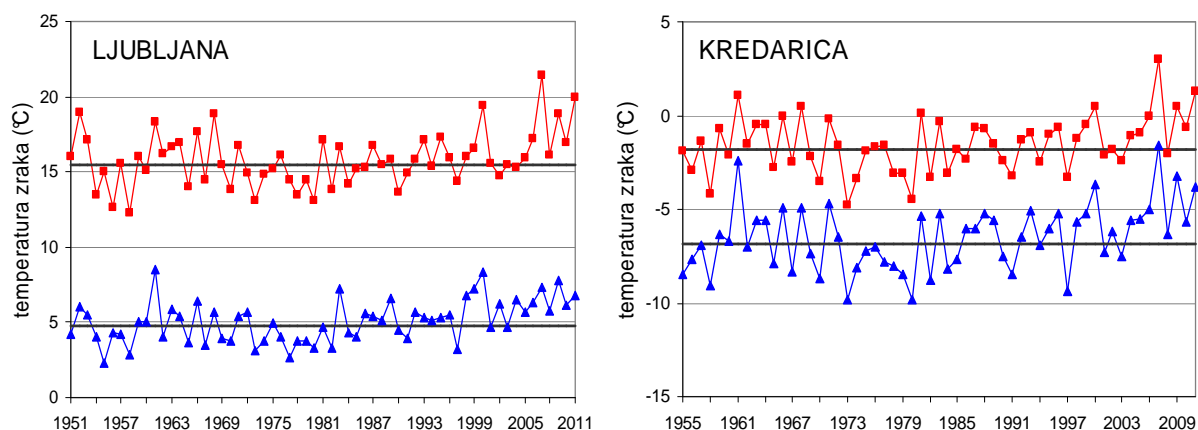 LJUBLJANA
temperatura zraka (°C)
25
20
15
10
5
0
1951 1957 1963 1969 1975 1981 1987 1993 1999 2005 2011
KREDARICA
temperatura zraka (°C)
5
0
-5
-10
-15
1955 1961 1967 1973 1979 1985 1991 1997 2003 2009